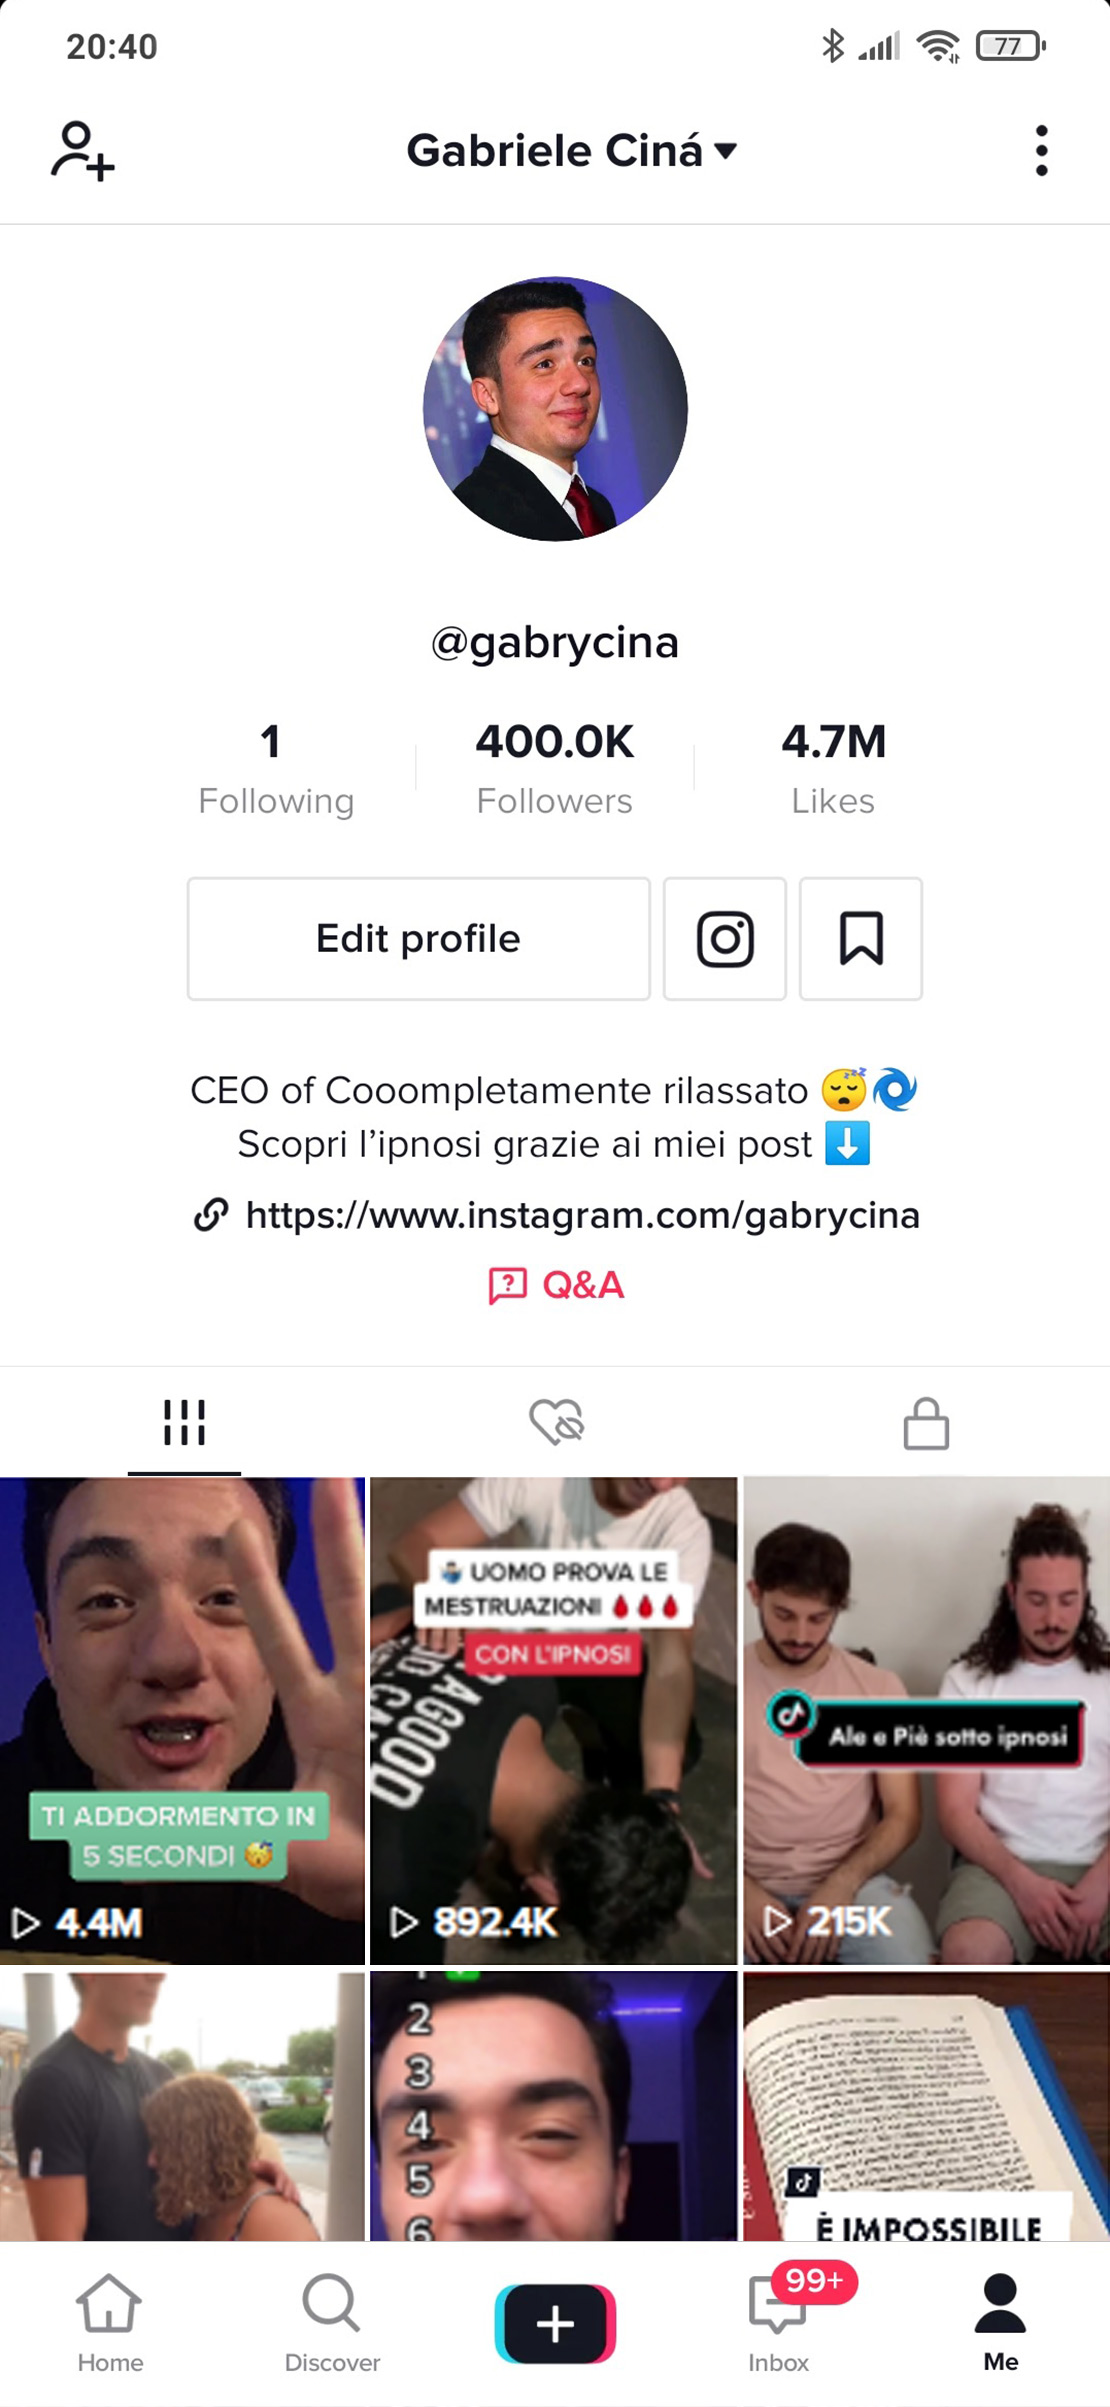 20:40
77
Gabriele Ciná
@gabrycina
1
Following
400.0K
Followers
4.7M
Likes
Edit profile
CEO of Cooompletamente rilassato 😴🌀
Scopri l’ipnosi grazie ai miei post ⬇️
https://www.instagram.com/gabrycina
Q&A
TI ADDORMENTO IN
5 SECONDI 😴
4.4M
UOMO PROVA LE
MESTRUAZIONI 🩸🩸🩸
CON L'IPNOSI
A GOOD
892.4K
Ale e Piè sotto ipnosi
215K
2
3
4
5
6
È IMPOSSIBILE
Home
Discover
99+
Inbox
Me